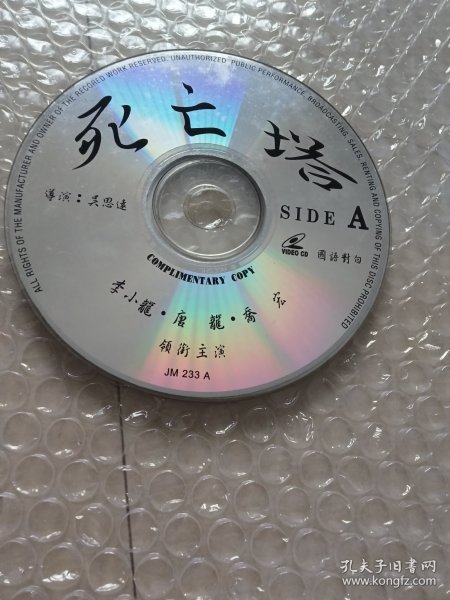 ALL RIGHTS OF THE MANUFACTURER AND OWNER OF THE RECORED WORK RESERVED. UNAUTHORIZED PUBLIC PERFORMANCE. BROADCASTING, SALES, RENTING AND COPYING OF THIS DISC PROHIBITED
死亡塔
導演：吴思遠
SIDE A
VIDEO CD 國語對白
COMPLIMENTARY COPY
李小龍·唐龍·喬
領銜主演
JM 233 A
孔夫子旧书网
www.kongfz.com